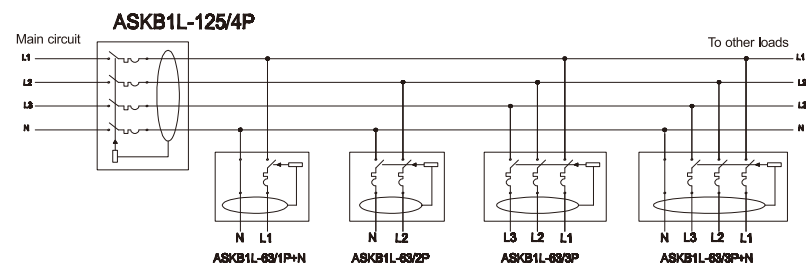 ASKB1L-125/4P
Main circuit
To other loads
L1
L1
L2
L2
L3
L2
N
N
N L1
N L2
L3 L2 L1
N L3 L2 L1
ASKB1L-63/1P+N
ASKB1L-63/2P
ASKB1L-63/3P
ASKB1L-63/3P+N